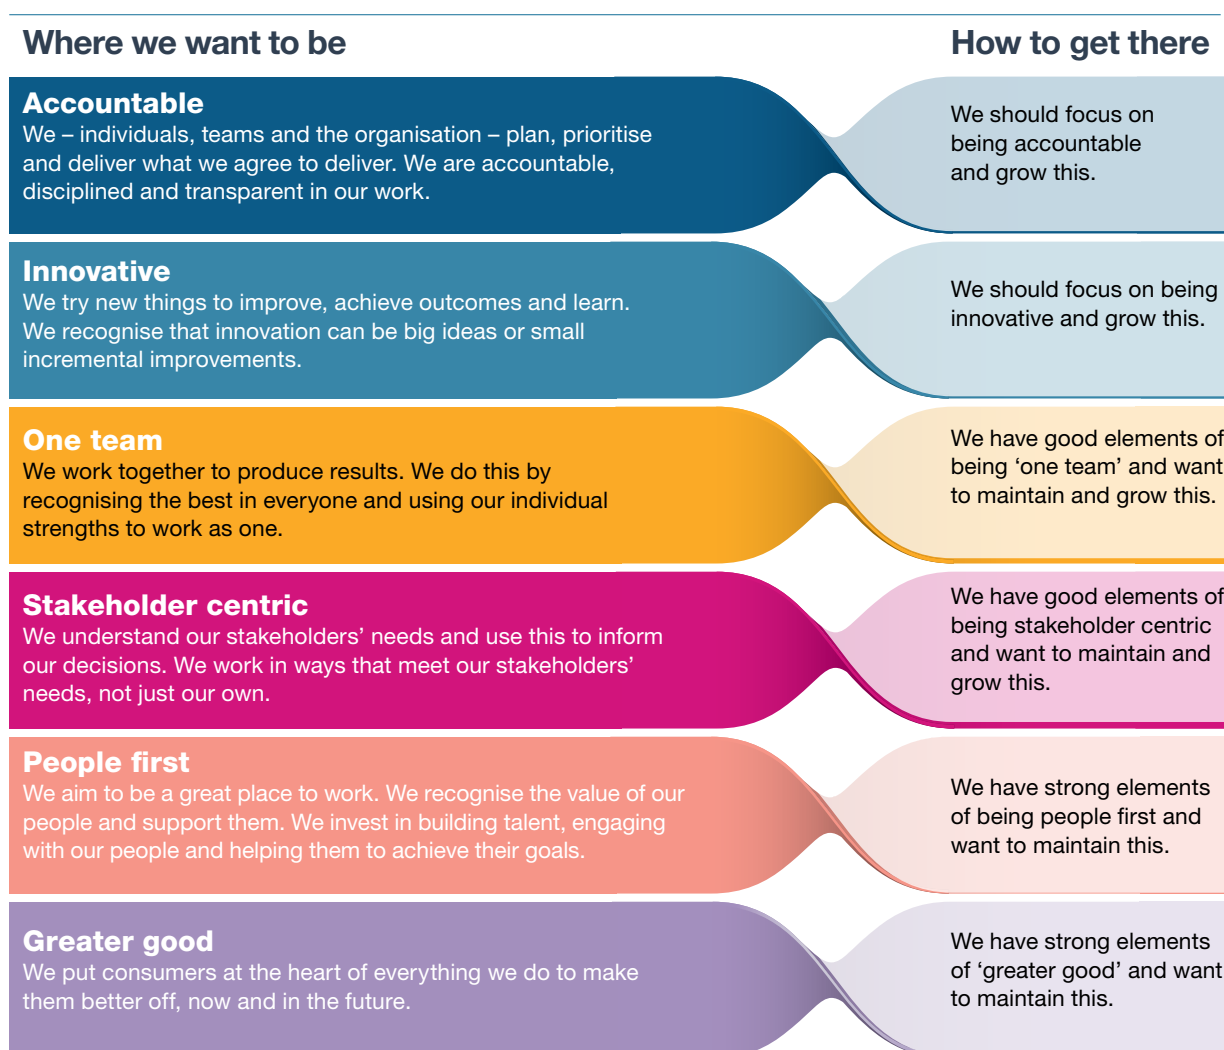 Where we want to be
How to get there
Accountable
We – individuals, teams and the organisation – plan, prioritise
and deliver what we agree to deliver. We are accountable,
disciplined and transparent in our work.
We should focus on
being accountable
and grow this.
Innovative
We try new things to improve, achieve outcomes and learn.
We recognise that innovation can be big ideas or small
incremental improvements.
We should focus on being
innovative and grow this.
One team
We work together to produce results. We do this by
recognising the best in everyone and using our individual
strengths to work as one.
We have good elements of
being ‘one team’ and want
to maintain and grow this.
Stakeholder centric
We understand our stakeholders’ needs and use this to inform
our decisions. We work in ways that meet our stakeholders’
needs, not just our own.
We have good elements of
being stakeholder centric
and want to maintain and
grow this.
People first
We aim to be a great place to work. We recognise the value of our
people and support them. We invest in building talent, engaging
with our people and helping them to achieve their goals.
We have strong elements
of being people first and
want to maintain this.
Greater good
We put consumers at the heart of everything we do to make
them better off, now and in the future.
We have strong elements
of ‘greater good’ and want
to maintain this.